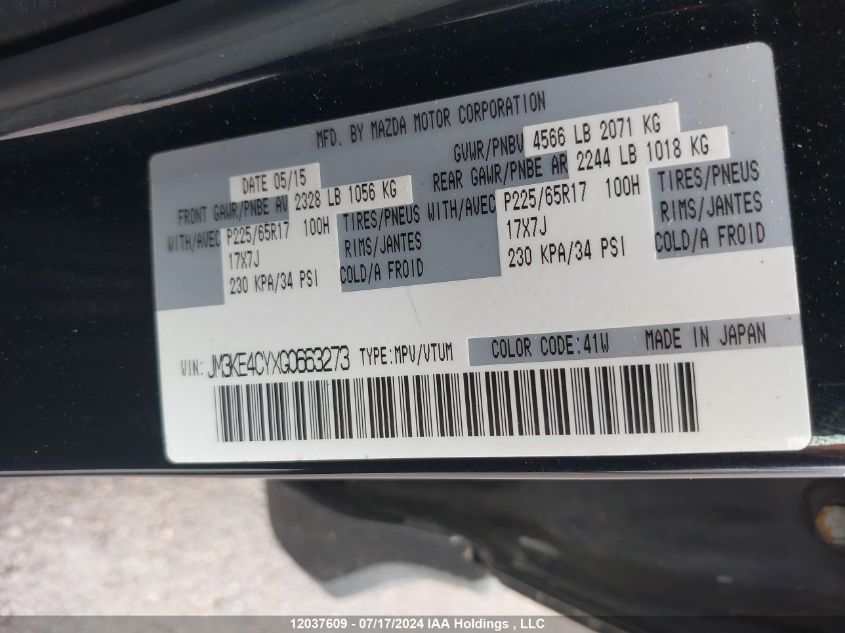 MFD. BY MAZDA MOTOR CORPORATION
DATE 05/15
GVWR/PNBV 4566 LB 2071 KG
FRONT GAWR/PNBE AV 2328 LB 1056 KG
REAR GAWR/PNBE AR 2244 LB 1018 KG
WITH/AVEC P225/65R17 100H TIRES/PNEUS
17X7J RIMS/JANTES
230 KPA/34 PSI COLD/A FROID
WITH/AVEC P225/65R17 100H TIRES/PNEUS
17X7J RIMS/JANTES
230 KPA/34 PSI COLD/A FROID
VIN: JM3KE4CYXG0663273 TYPE:MPV/VTUM COLOR CODE:41W MADE IN JAPAN
12037609 - 07/17/2024 IAA Holdings , LLC